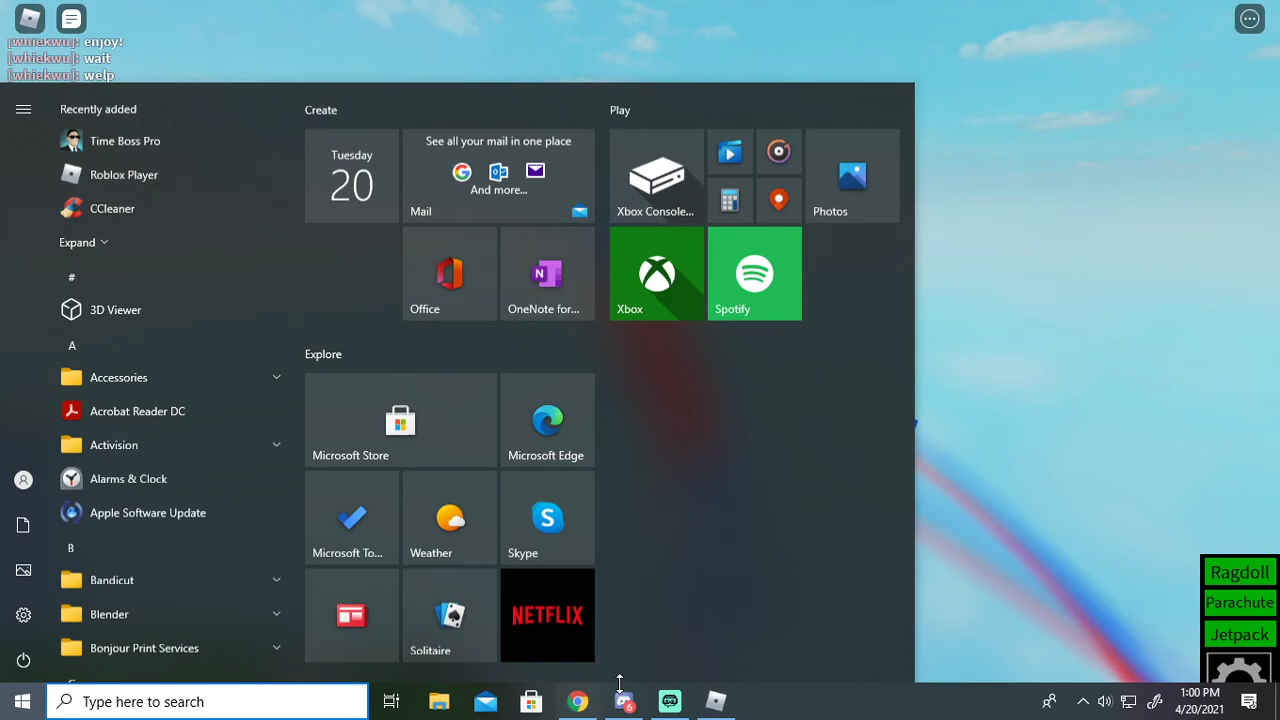 [whiekwu]: enjoy!
[whiekwu]: wait
[whiekwu]: welp
Recently added
Time Boss Pro
Roblox Player
CCleaner
Expand
#
3D Viewer
A
Accessories
Acrobat Reader DC
Activision
Alarms & Clock
Apple Software Update
B
Bandicut
Blender
Bonjour Print Services
Create
Tuesday
20
See all your mail in one place
And more...
Mail
Office
OneNote for...
Explore
Microsoft Store
Microsoft Edge
Microsoft To...
Weather
Skype
Solitaire
NETFLIX
Play
Xbox Console...
Photos
Xbox
Spotify
Ragdoll
Parachute
Jetpack
Type here to search
6
1:00 PM
4/20/2021